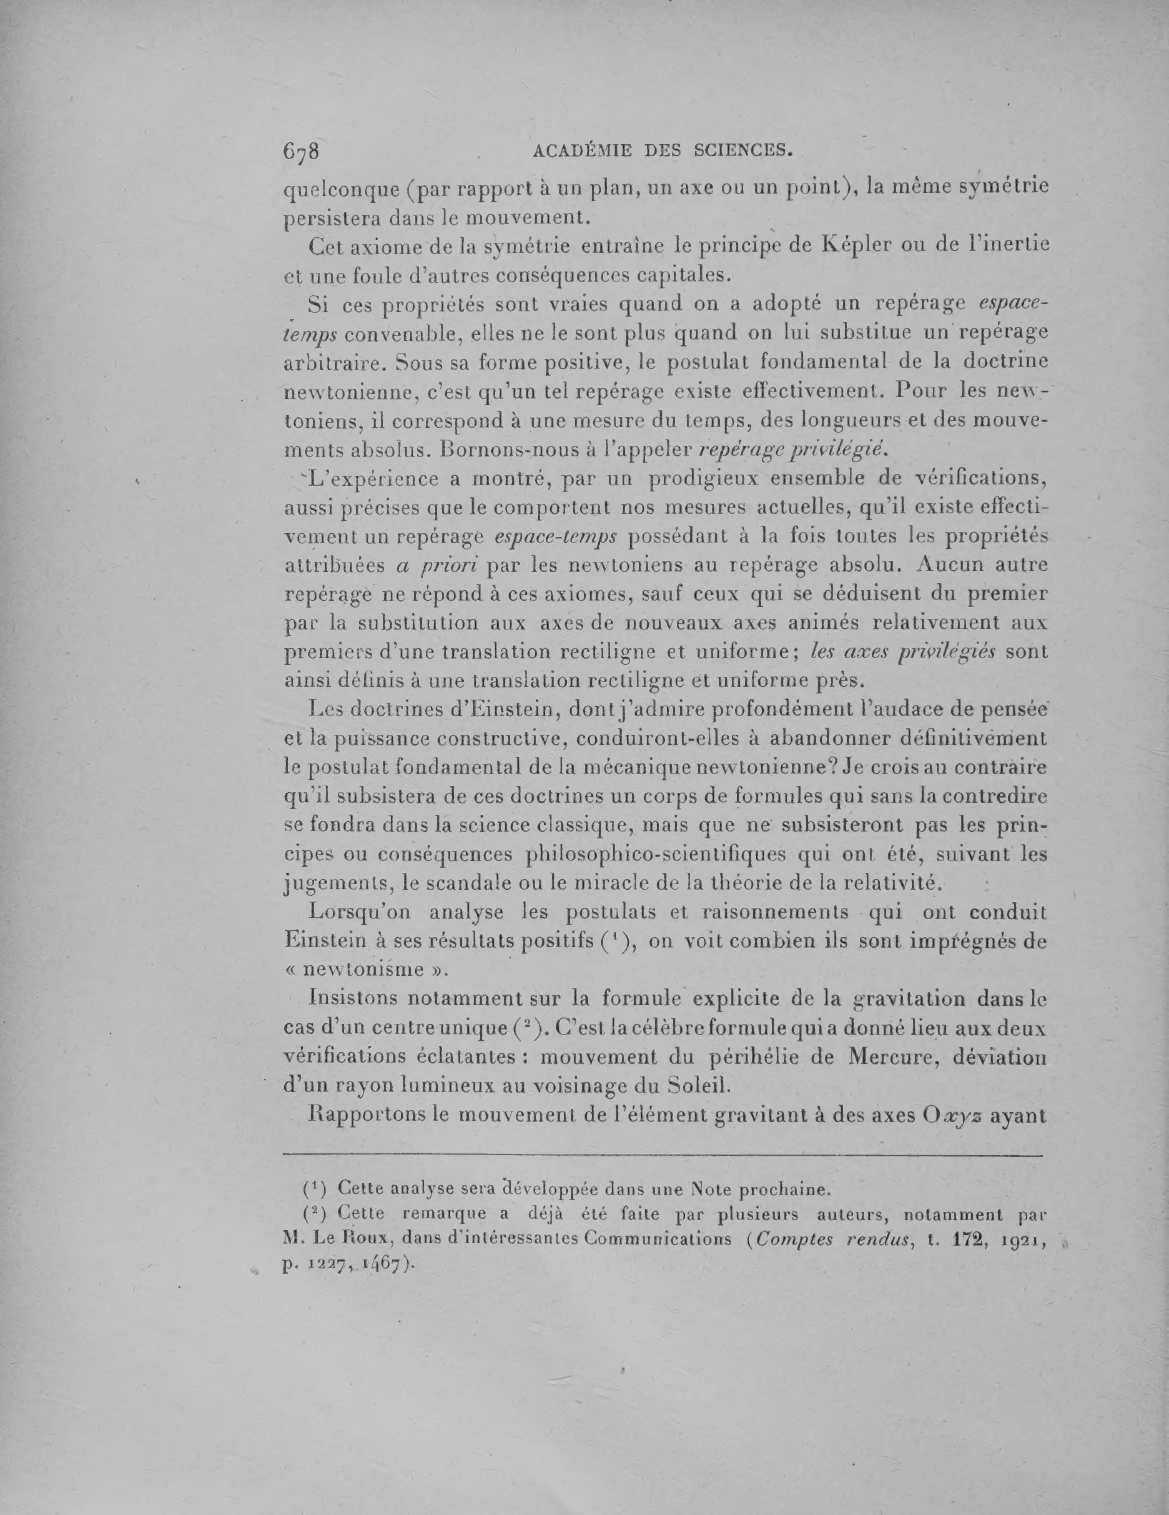 678 ACADÉMIE DES SCIENCES.
quelconque (par rapport à un plan, un axe ou un point), la même symétrie
persistera dans le mouvement.
Cet axiome de la symétrie entraîne le principe de Képler ou de l'inertie
et une foule d'autres conséquences capitales.
Si ces propriétés sont vraies quand on a adopté un repérage espace-
temps convenable, elles ne le sont plus quand on lui substitue un repérage
arbitraire. Sous sa forme positive, le postulat fondamental de la doctrine
newtonienne, c'est qu'un tel repérage existe effectivement. Pour les new-
toniens, il correspond à une mesure du temps, des longueurs et des mouve-
ments absolus. Bornons-nous à l'appeler repérage privilégié.
L'expérience a montré, par un prodigieux ensemble de vérifications,
aussi précises que le comportent nos mesures actuelles, qu'il existe effecti-
vement un repérage espace-temps possédant à la fois toutes les propriétés
attribuées a priori par les newtoniens au repérage absolu. Aucun autre
repérage ne répond à ces axiomes, sauf ceux qui se déduisent du premier
par la substitution aux axes de nouveaux axes animés relativement aux
premiers d'une translation rectiligne et uniforme; les axes privilégiés sont
ainsi définis à une translation rectiligne et uniforme près.
Les doctrines d'Einstein, dont j'admire profondément l'audace de pensée
et la puissance constructive, conduiront-elles à abandonner définitivement
le postulat fondamental de la mécanique newtonienne? Je crois au contraire
qu'il subsistera de ces doctrines un corps de formules qui sans la contredire
se fondra dans la science classique, mais que ne subsisteront pas les prin-
cipes ou conséquences philosophico-scientifiques qui ont été, suivant les
jugements, le scandale ou le miracle de la théorie de la relativité.
Lorsqu'on analyse les postulats et raisonnements qui ont conduit
Einstein à ses résultats positifs (¹), on voit combien ils sont imprégnés de
« newtonisme ».
Insistons notamment sur la formule explicite de la gravitation dans le
cas d'un centre unique (²). C'est la célèbre formule qui a donné lieu aux deux
vérifications éclatantes : mouvement du périhélie de Mercure, déviation
d'un rayon lumineux au voisinage du Soleil.
Rapportons le mouvement de l'élément gravitant à des axes Oxyz ayant
(¹) Cette analyse sera développée dans une Note prochaine.
(²) Cette remarque a déjà été faite par plusieurs auteurs, notamment par
M. Le Roux, dans d'intéressantes Communications (Comptes rendus, t. 172, 1921,
p. 1227, 1467).